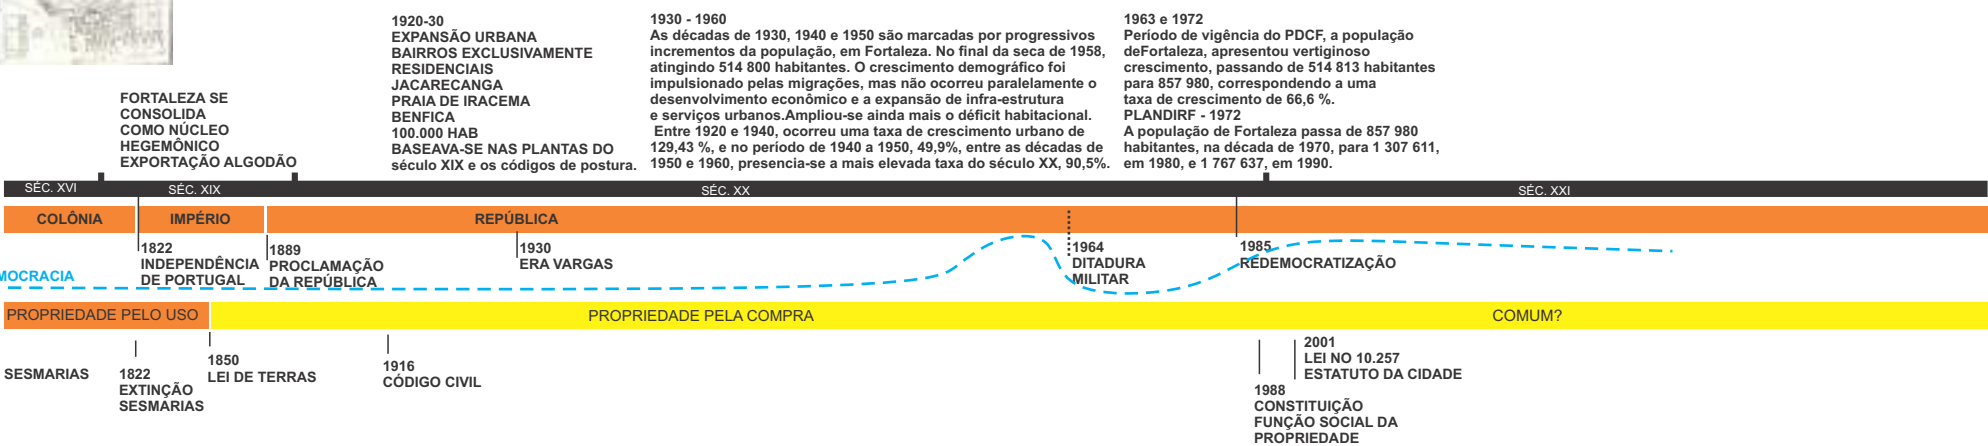 FORTALEZA SE
CONSOLIDA
COMO NÚCLEO
HEGEMÔNICO
EXPORTAÇÃO ALGODÃO
1920-30
EXPANSÃO URBANA
BAIRROS EXCLUSIVAMENTE
RESIDENCIAIS
JACARECANGA
PRAIA DE IRACEMA
BENFICA
100.000 HAB
BASEAVA-SE NAS PLANTAS DO
século XIX e os códigos de postura.
1930 - 1960
As décadas de 1930, 1940 e 1950 são marcadas por progressivos
incrementos da população, em Fortaleza. No final da seca de 1958,
atingindo 514 800 habitantes. O crescimento demográfico foi
impulsionado pelas migrações, mas não ocorreu paralelamente o
desenvolvimento econômico e a expansão de infra-estrutura
e serviços urbanos.Ampliou-se ainda mais o déficit habitacional.
Entre 1920 e 1940, ocorreu uma taxa de crescimento urbano de
129,43 %, e no período de 1940 a 1950, 49,9%, entre as décadas de
1950 e 1960, presencia-se a mais elevada taxa do século XX, 90,5%.
1963 e 1972
Período de vigência do PDCF, a população
deFortaleza, apresentou vertiginoso
crescimento, passando de 514 813 habitantes
para 857 980, correspondendo a uma
taxa de crescimento de 66,6 %.
PLANDIRF - 1972
A população de Fortaleza passa de 857 980
habitantes, na década de 1970, para 1 307 611,
em 1980, e 1 767 637, em 1990.
SÉC. XVI
SÉC. XIX
SÉC. XX
SÉC. XXI
COLÔNIA
IMPÉRIO
REPÚBLICA
1822
INDEPENDÊNCIA
DE PORTUGAL
1889
PROCLAMAÇÃO
DA REPÚBLICA
1930
ERA VARGAS
1964
DITADURA
MILITAR
1985
REDEMOCRATIZAÇÃO
MOCRACIA
PROPRIEDADE PELO USO
PROPRIEDADE PELA COMPRA
COMUM?
SESMARIAS
1822
EXTINÇÃO
SESMARIAS
1850
LEI DE TERRAS
1916
CÓDIGO CIVIL
1988
CONSTITUIÇÃO
FUNÇÃO SOCIAL DA
PROPRIEDADE
2001
LEI NO 10.257
ESTATUTO DA CIDADE